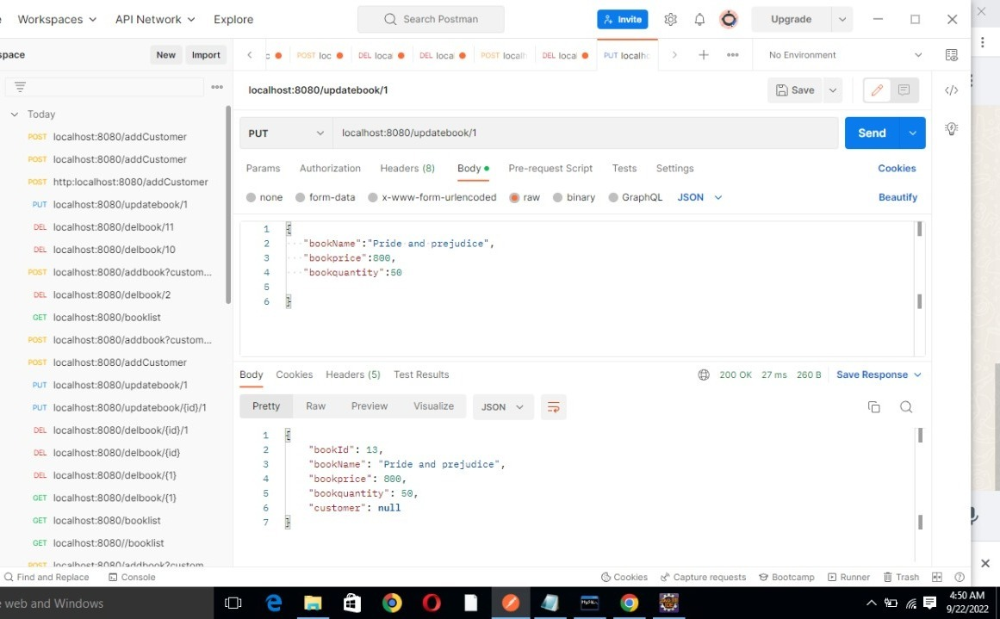 Workspaces API Network Explore Search Postman Invite Upgrade
space New Import POST loc DEL local DEL local POST localh DEL local PUT localho No Environment
localhost:8080/updatebook/1 Save
Today
POST localhost:8080/addCustomer
POST localhost:8080/addCustomer
POST http:localhost:8080/addCustomer
PUT localhost:8080/updatebook/1
DEL localhost:8080/delbook/11
DEL localhost:8080/delbook/10
POST localhost:8080/addbook?custom...
DEL localhost:8080/delbook/2
GET localhost:8080/booklist
POST localhost:8080/addbook?custom...
POST localhost:8080/addCustomer
PUT localhost:8080/updatebook/1
PUT localhost:8080/updatebook/{id}/1
DEL localhost:8080/delbook/{id}/1
DEL localhost:8080/delbook/{id}
DEL localhost:8080/delbook/{1}
GET localhost:8080/delbook/{1}
GET localhost:8080/booklist
GET localhost:8080//booklist
POST localhost:8080/addbook?custom
PUT localhost:8080/updatebook/1 Send
Params Authorization Headers (8) Body Pre-request Script Tests Settings Cookies
none form-data x-www-form-urlencoded raw binary GraphQL JSON Beautify
1 {
2 "bookName":"Pride and prejudice",
3 "bookprice":800,
4 "bookquantity":50
5
6 }
Body Cookies Headers (5) Test Results 200 OK 27 ms 260 B Save Response
Pretty Raw Preview Visualize JSON
1 {
2 "bookId": 13,
3 "bookName": "Pride and prejudice",
4 "bookprice": 800,
5 "bookquantity": 50,
6 "customer": null
7 }
Find and Replace Console Cookies Capture requests Bootcamp Runner Trash
web and Windows 4:50 AM
9/22/2022